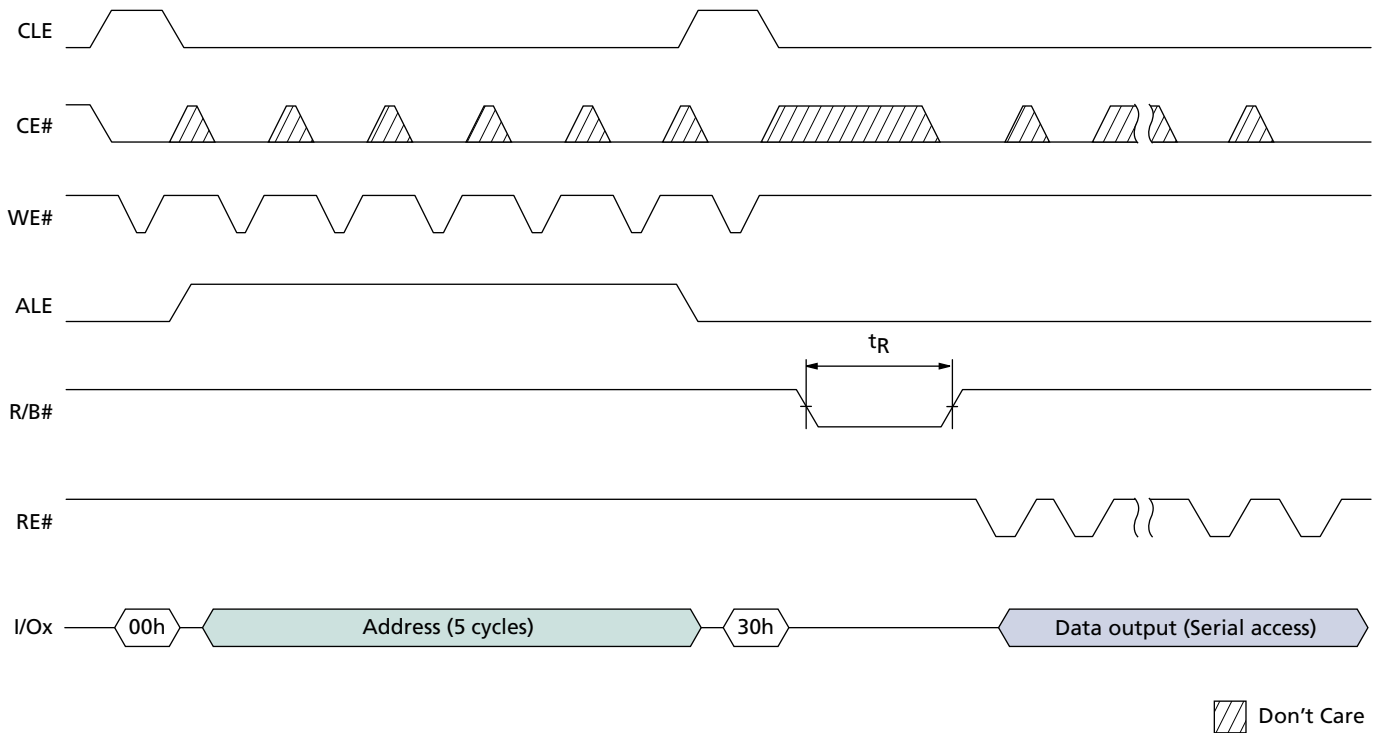 CLE
CE#
WE#
ALE
tR
R/B#
RE#
I/Ox
00h
Address (5 cycles)
30h
Data output (Serial access)
Don't Care